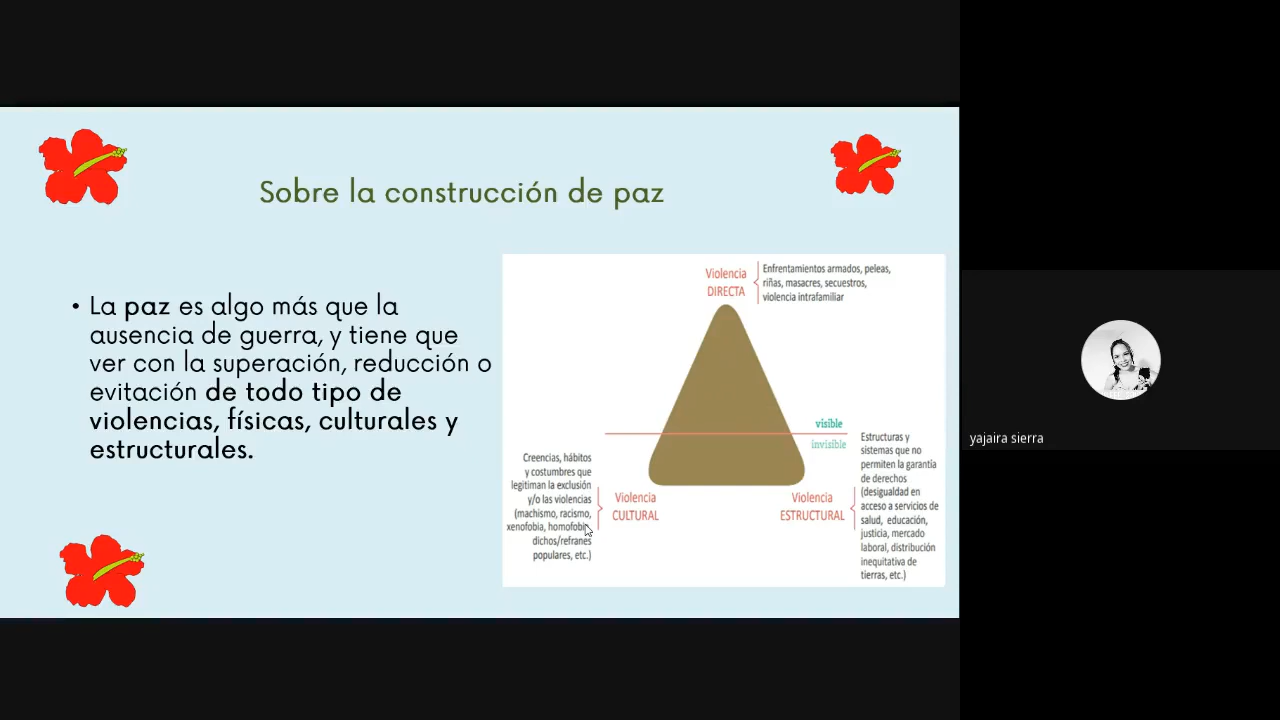 Sobre la construcción de paz
• La paz es algo más que la
ausencia de guerra, y tiene que
ver con la superación, reducción o
evitación de todo tipo de
violencias, físicas, culturales y
estructurales.
Violencia
DIRECTA
Enfrentamientos armados, peleas,
riñas, masacres, secuestros,
violencia intrafamiliar
visible
invisible
Creencias, hábitos
y costumbres que
legitiman la exclusión
y/o las violencias
(machismo, racismo,
xenofobia, homofobia,
dichos/refranes
populares, etc.)
Violencia
CULTURAL
Violencia
ESTRUCTURAL
Estructuras y
sistemas que no
permiten la garantía
de derechos
(desigualdad en
acceso a servicios de
salud, educación,
justicia, mercado
laboral, distribución
inequitativa de
tierras, etc.)
yajaira sierra